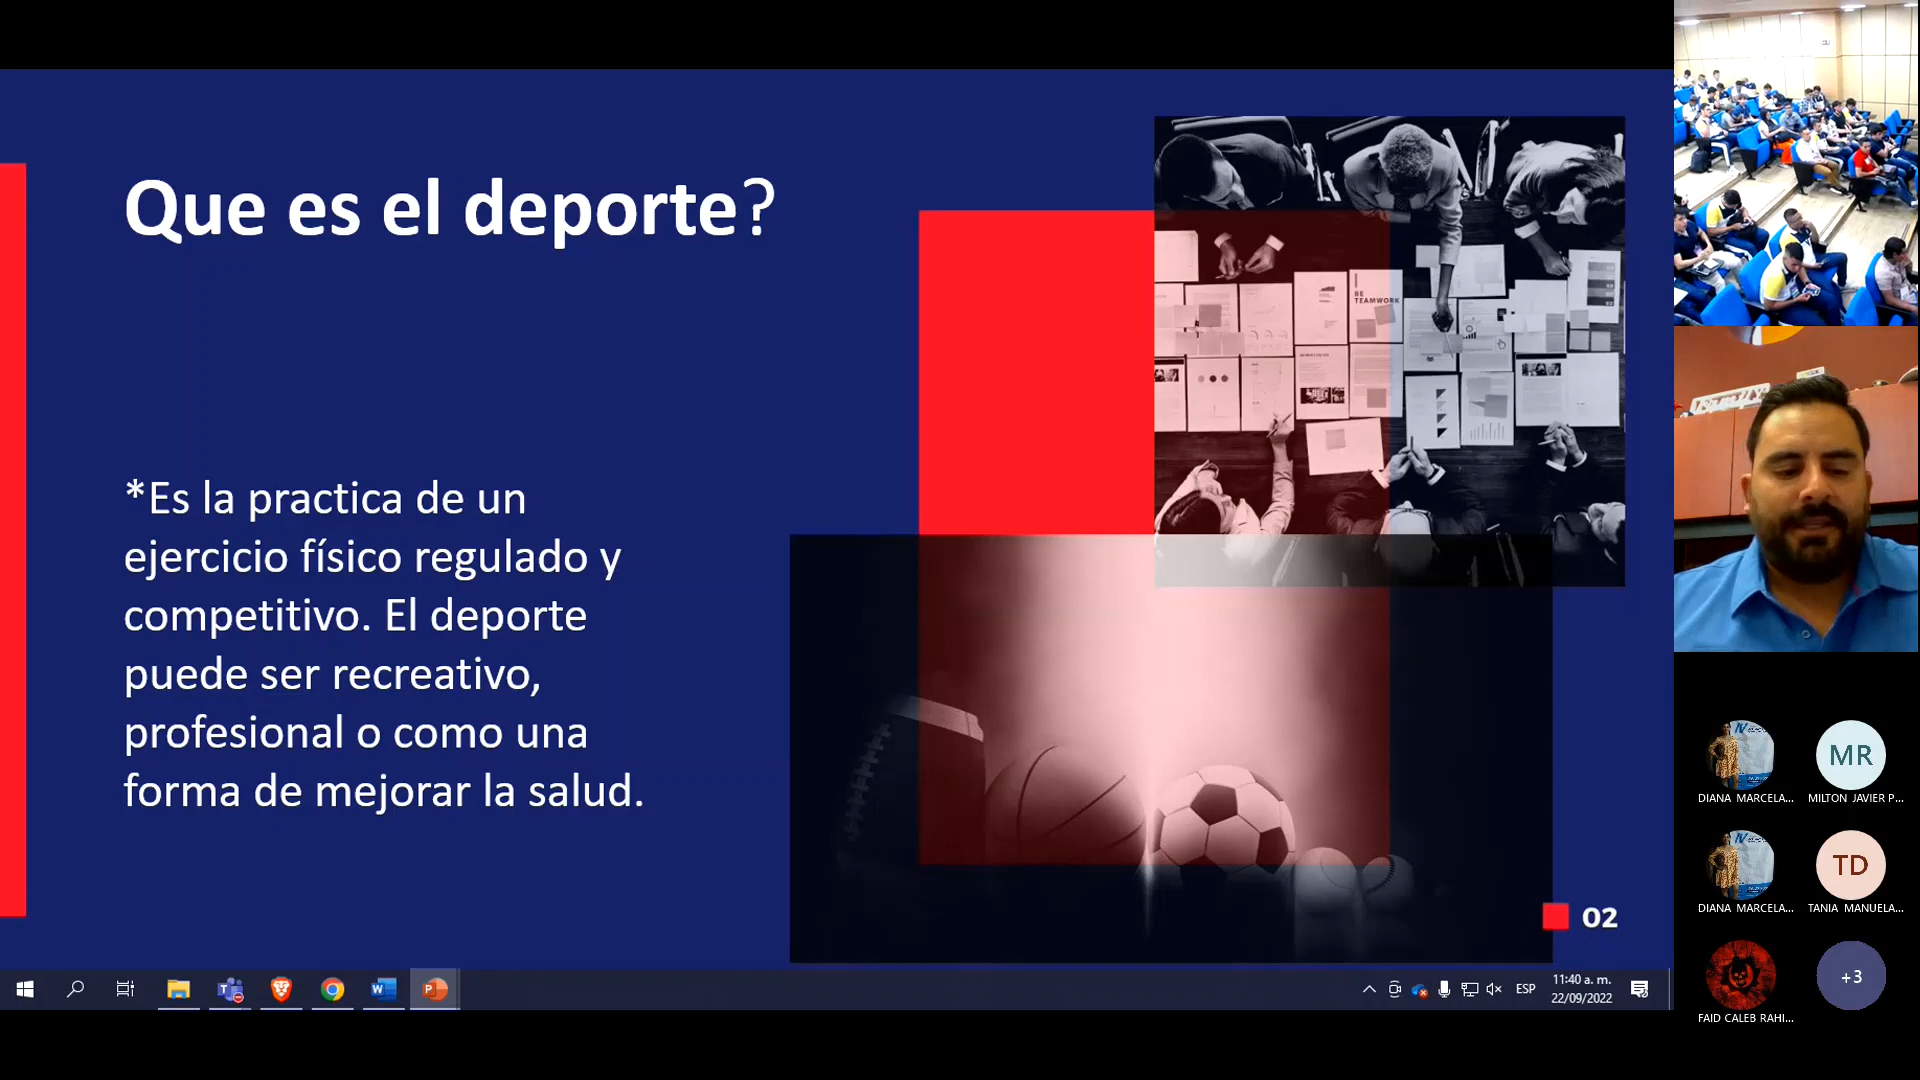 Que es el deporte?
*Es la practica de un
ejercicio físico regulado y
competitivo. El deporte
puede ser recreativo,
profesional o como una
forma de mejorar la salud.
BE
TEAMWORK
02
MR
DIANA MARCELA...
MILTON JAVIER P...
TD
DIANA MARCELA...
TANIA MANUELA...
+3
FAID CALEB RAHI...
ESP
11:40 a. m.
22/09/2022